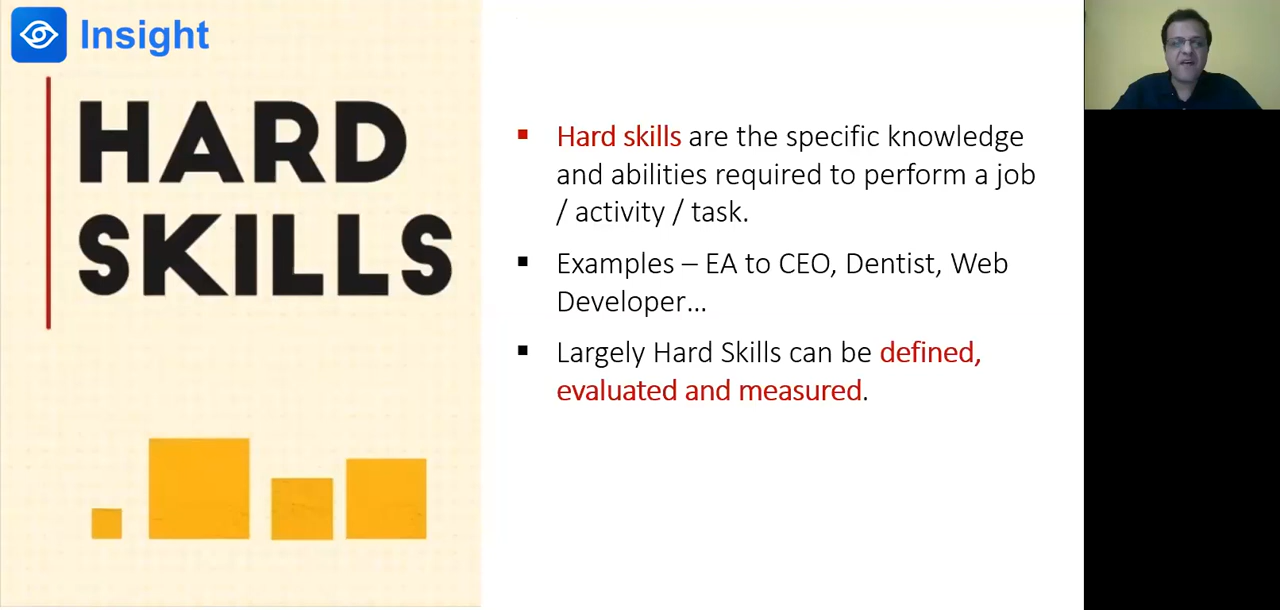 Insight
HARD
SKILLS
▪ Hard skills are the specific knowledge
and abilities required to perform a job
/ activity / task.
▪ Examples – EA to CEO, Dentist, Web
Developer…
▪ Largely Hard Skills can be defined,
evaluated and measured.